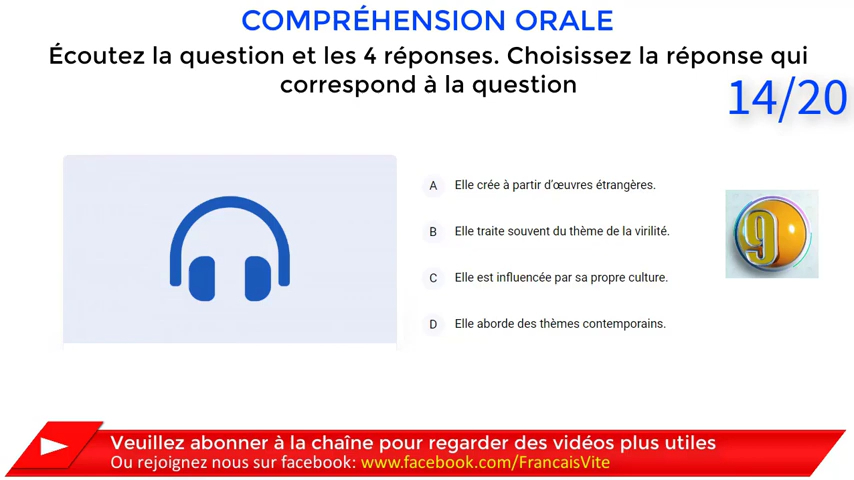 COMPRÉHENSION ORALE
Écoutez la question et les 4 réponses. Choisissez la réponse qui
correspond à la question
14/20
A Elle crée à partir d'œuvres étrangères.
B Elle traite souvent du thème de la virilité.
9
C Elle est influencée par sa propre culture.
D Elle aborde des thèmes contemporains.
Veuillez abonner à la chaîne pour regarder des vidéos plus utiles
Ou rejoignez nous sur facebook: www.facebook.com/FrancaisVite